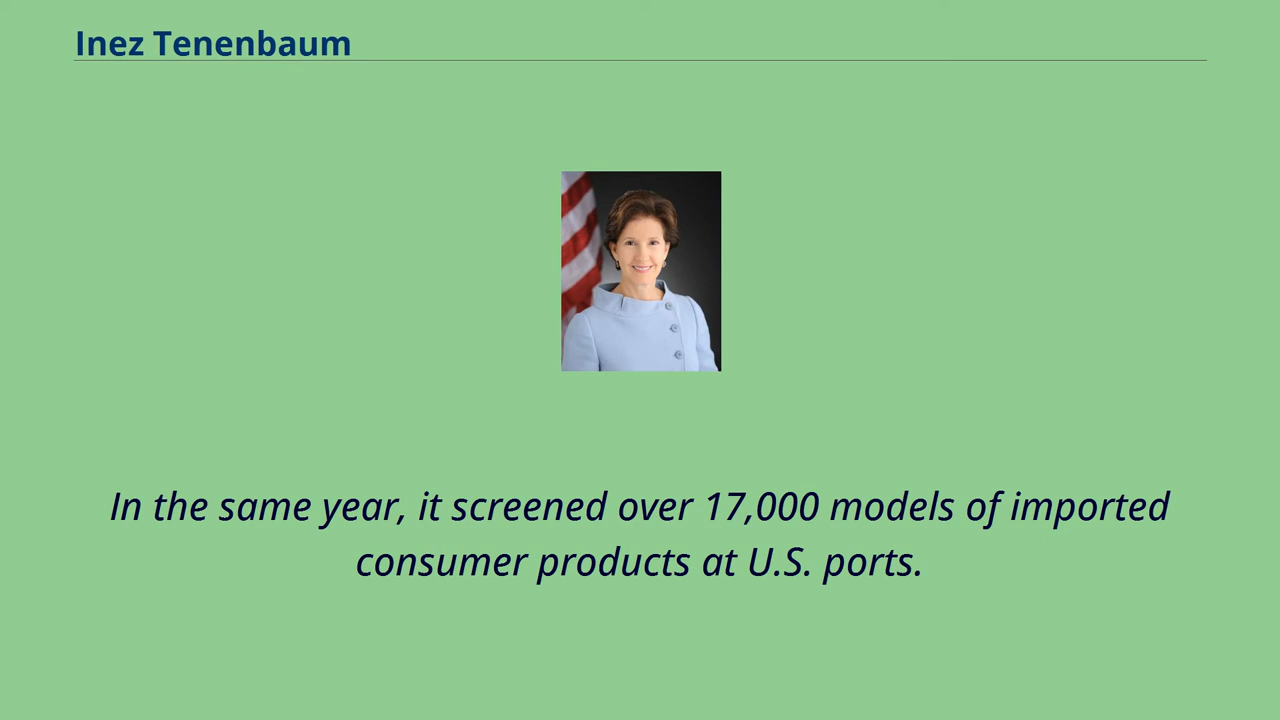 Inez Tenenbaum
In the same year, it screened over 17,000 models of imported
consumer products at U.S. ports.